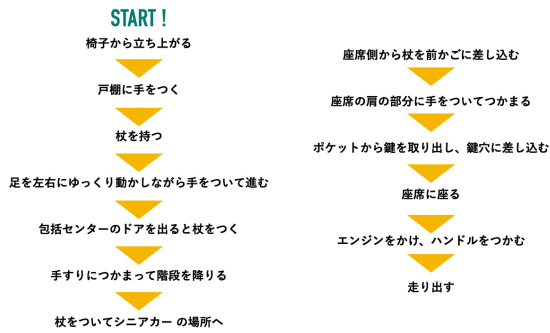 START !
椅子から立ち上がる
戸棚に手をつく
杖を持つ
足を左右にゆっくり動かしながら手をついて進む
包括センターのドアを出ると杖をつく
手すりにつかまって階段を降りる
杖をついてシニアカー の場所へ
座席側から杖を前かごに差し込む
座席の肩の部分に手をついてつかまる
ポケットから鍵を取り出し、鍵穴に差し込む
座席に座る
エンジンをかけ、ハンドルをつかむ
走り出す